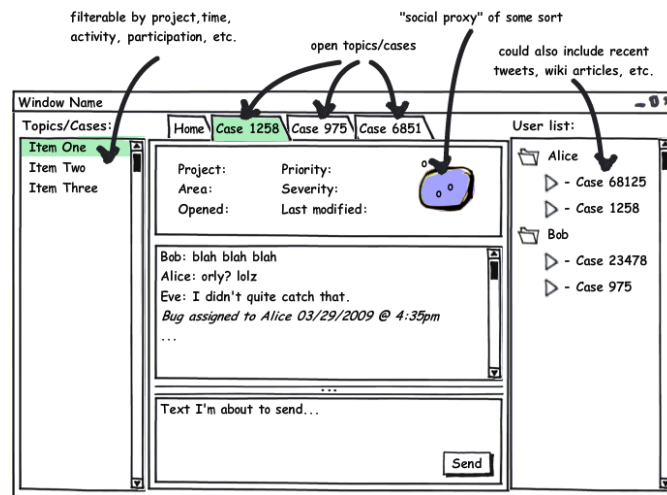 filterable by project,time,
activity, participation, etc.
"social proxy" of some sort
open topics/cases
could also include recent
tweets, wiki articles, etc.
Window Name
Topics/Cases:
Item One
Item Two
Item Three
Home
Case 1258
Case 975
Case 6851
Project:
Priority:
Area:
Severity:
Opened:
Last modified:
Bob: blah blah blah
Alice: orly? lolz
Eve: I didn't quite catch that.
Bug assigned to Alice 03/29/2009 @ 4:35pm
...
...
Text I'm about to send...
Send
User list:
Alice
- Case 68125
- Case 1258
Bob
- Case 23478
- Case 975